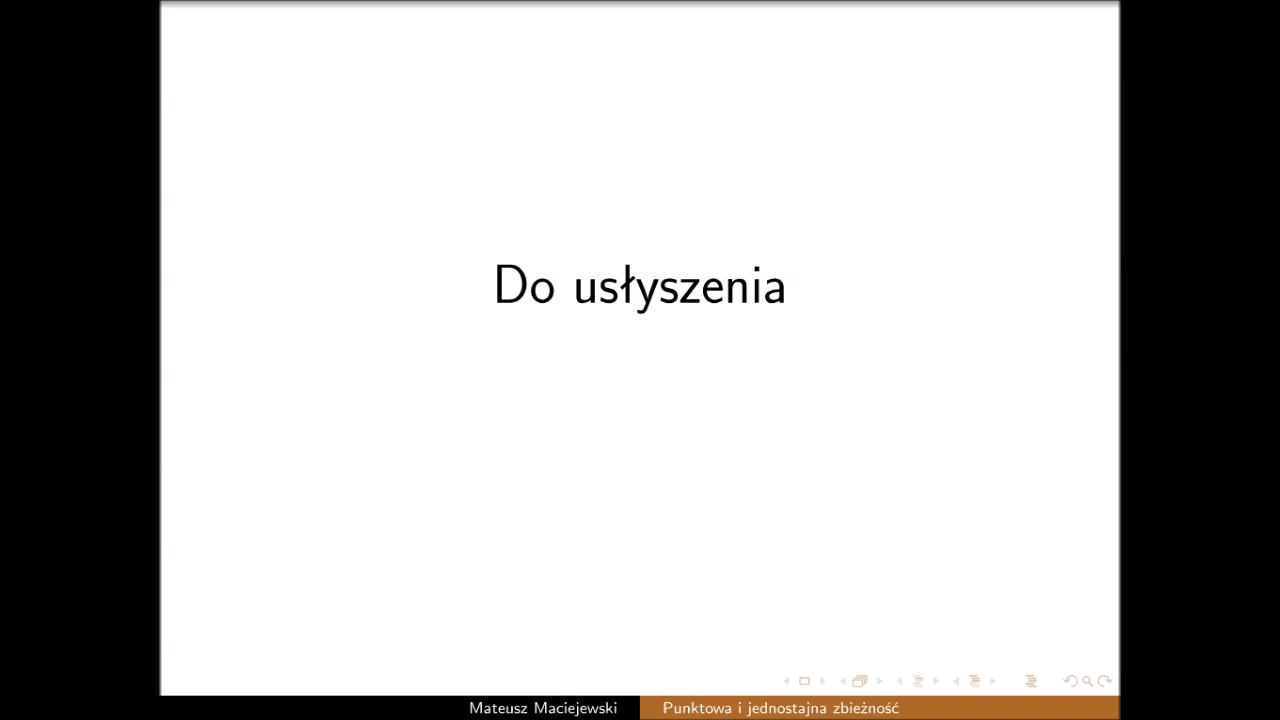 Do usłyszenia
Mateusz Maciejewski
Punktowa i jednostajna zbieżność